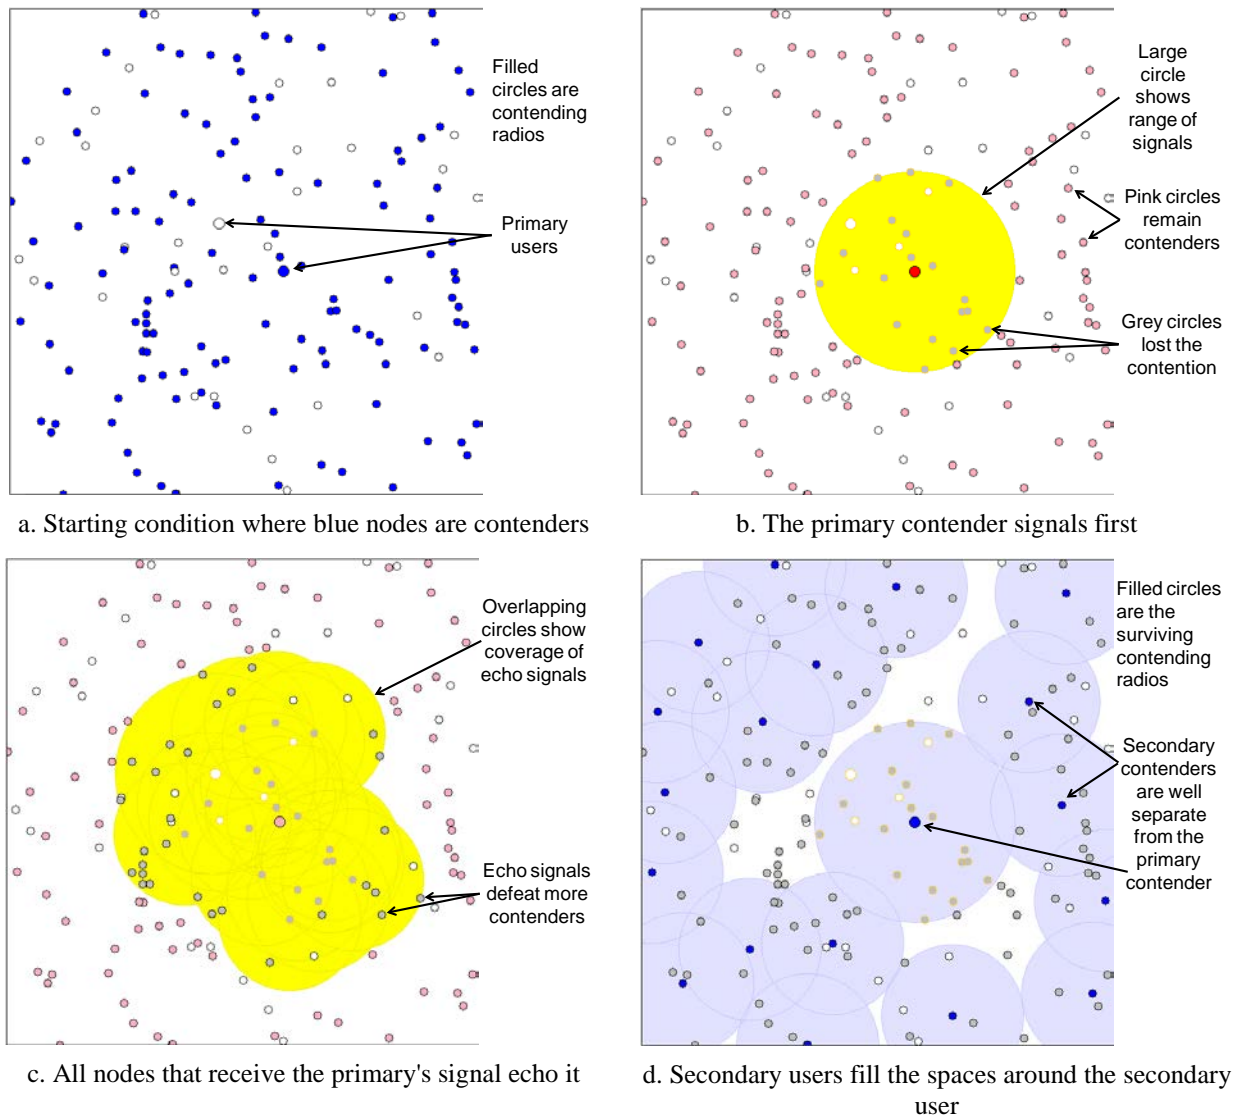 Filled
circles are
contending
radios
Primary
users
a. Starting condition where blue nodes are contenders
Large
circle
shows
range of
signals
Pink circles
remain
contenders
Grey circles
lost the
contention
b. The primary contender signals first
Overlapping
circles show
coverage of
echo signals
Echo signals
defeat more
contenders
c. All nodes that receive the primary's signal echo it
Filled circles
are the
surviving
contending
radios
Secondary
contenders
are well
separate
from the
primary
contender
d. Secondary users fill the spaces around the secondary
user